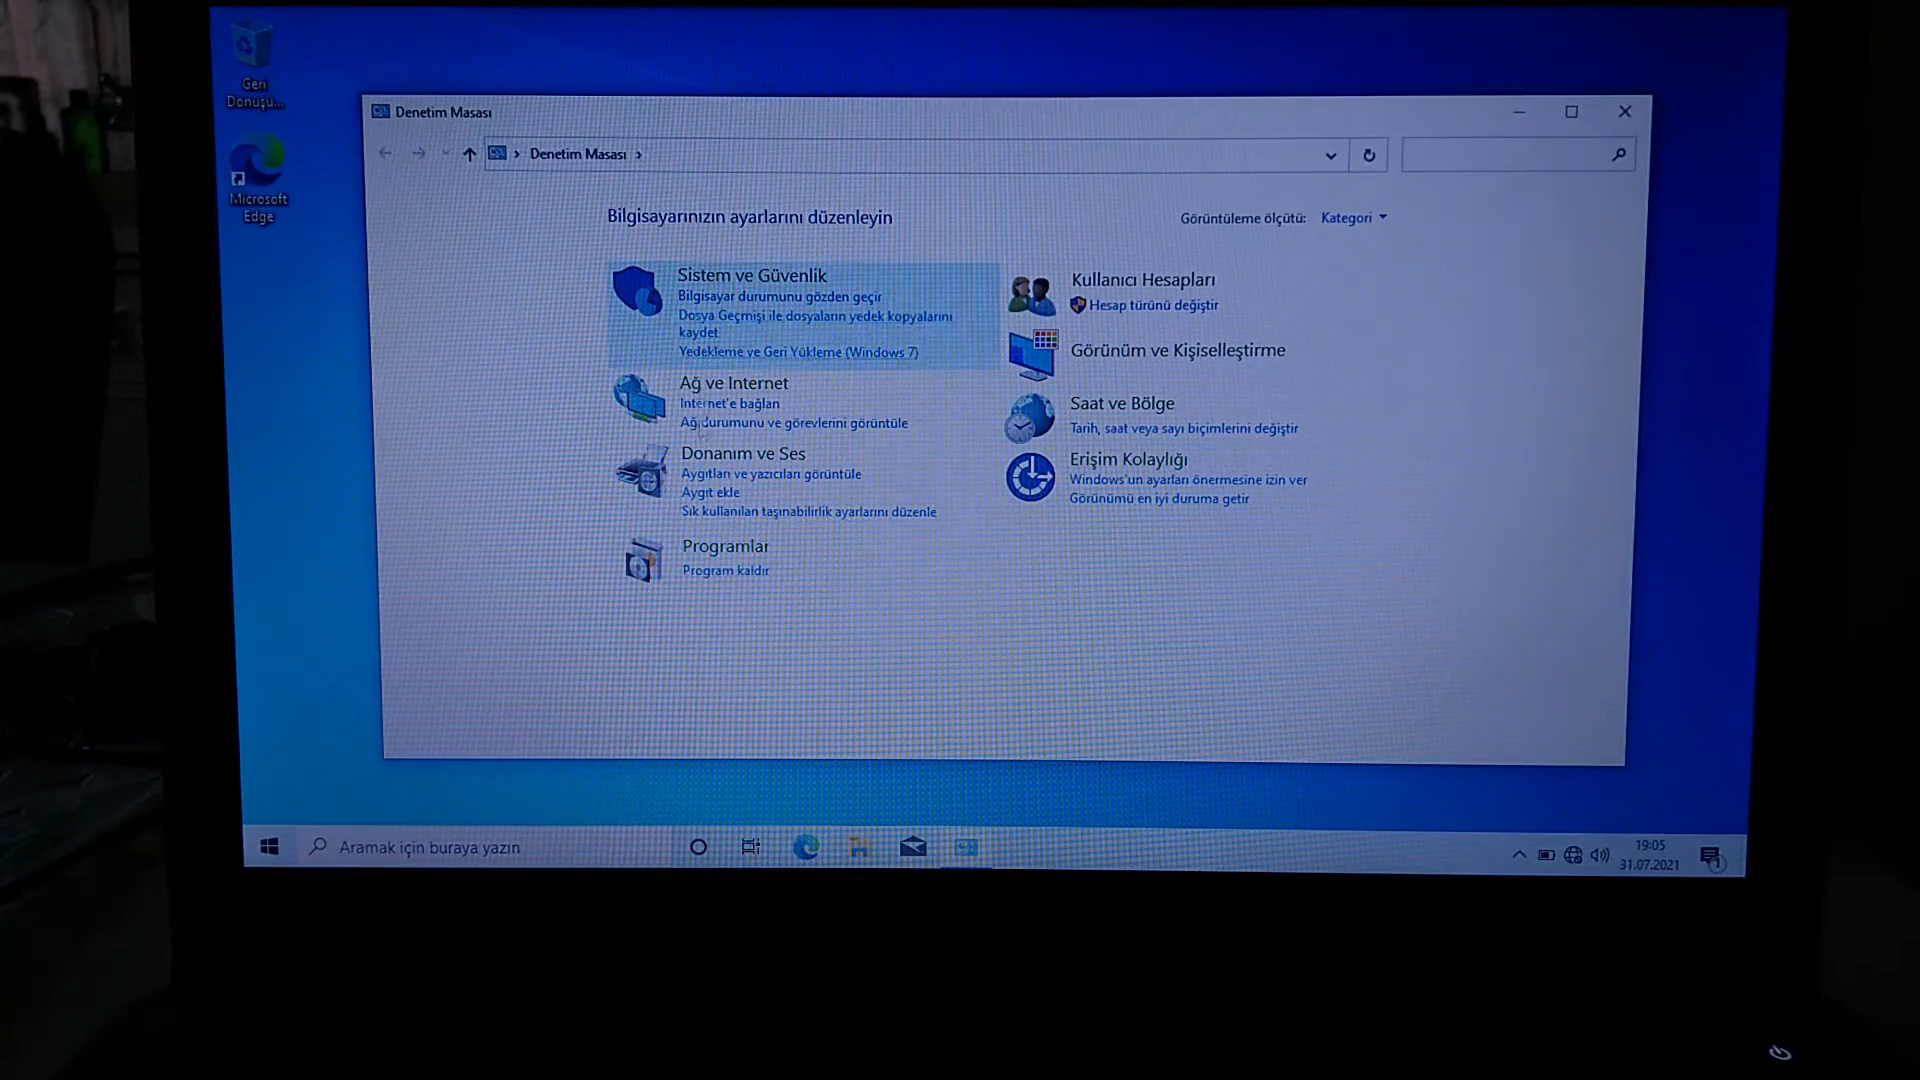 Geri
Dönüşü...
Microsoft
Edge
Denetim Masası
Denetim Masası
Bilgisayarınızın ayarlarını düzenleyin
Görüntüleme ölçütü: Kategori
Sistem ve Güvenlik
Bilgisayar durumunu gözden geçir
Dosya Geçmişi ile dosyaların yedek kopyalarını
kaydet
Yedekleme ve Geri Yükleme (Windows 7)
Ağ ve Internet
Internet'e bağlan
Ağ durumunu ve görevlerini görüntüle
Donanım ve Ses
Aygıtları ve yazıcıları görüntüle
Aygıt ekle
Sık kullanılan taşınabilirlik ayarlarını düzenle
Programlar
Program kaldır
Kullanıcı Hesapları
Hesap türünü değiştir
Görünüm ve Kişiselleştirme
Saat ve Bölge
Tarih, saat veya sayı biçimlerini değiştir
Erişim Kolaylığı
Windows'un ayarları önermesine izin ver
Görünümü en iyi duruma getir
Aramak için buraya yazın
19:05
31.07.2021
1